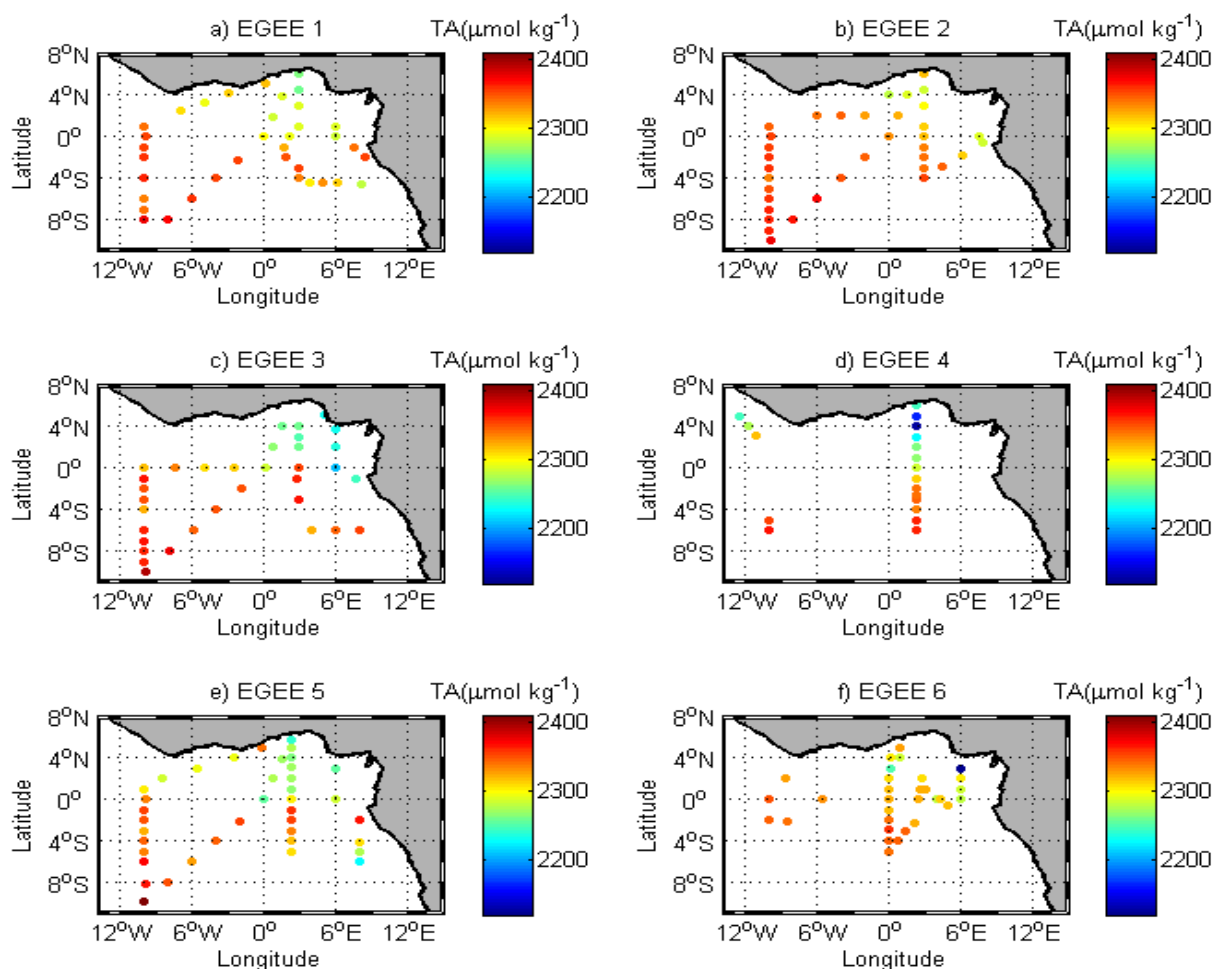 a) EGEE 1
TA(μmol kg⁻¹)
8°N
4°N
0°
4°S
8°S
Latitude
12°W 6°W 0° 6°E 12°E
Longitude
2400
2300
2200
b) EGEE 2
TA(μmol kg⁻¹)
8°N
4°N
0°
4°S
8°S
Latitude
12°W 6°W 0° 6°E 12°E
Longitude
2400
2300
2200
c) EGEE 3
TA(μmol kg⁻¹)
8°N
4°N
0°
4°S
8°S
Latitude
12°W 6°W 0° 6°E 12°E
Longitude
2400
2300
2200
d) EGEE 4
TA(μmol kg⁻¹)
8°N
4°N
0°
4°S
8°S
Latitude
12°W 6°W 0° 6°E 12°E
Longitude
2400
2300
2200
e) EGEE 5
TA(μmol kg⁻¹)
8°N
4°N
0°
4°S
8°S
Latitude
12°W 6°W 0° 6°E 12°E
Longitude
2400
2300
2200
f) EGEE 6
TA(μmol kg⁻¹)
8°N
4°N
0°
4°S
8°S
Latitude
12°W 6°W 0° 6°E 12°E
Longitude
2400
2300
2200